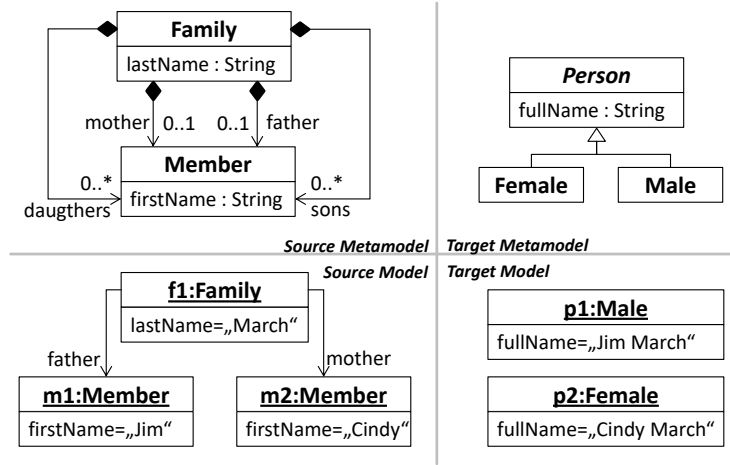 Family
lastName : String
mother 0..1 0..1 father
Member
firstName : String
0..*
daugthers
0..*
sons
Person
fullName : String
Female
Male
Source Metamodel
Target Metamodel
Source Model
Target Model
f1:Family
lastName=„March“
father
mother
m1:Member
firstName=„Jim“
m2:Member
firstName=„Cindy“
p1:Male
fullName=„Jim March“
p2:Female
fullName=„Cindy March“